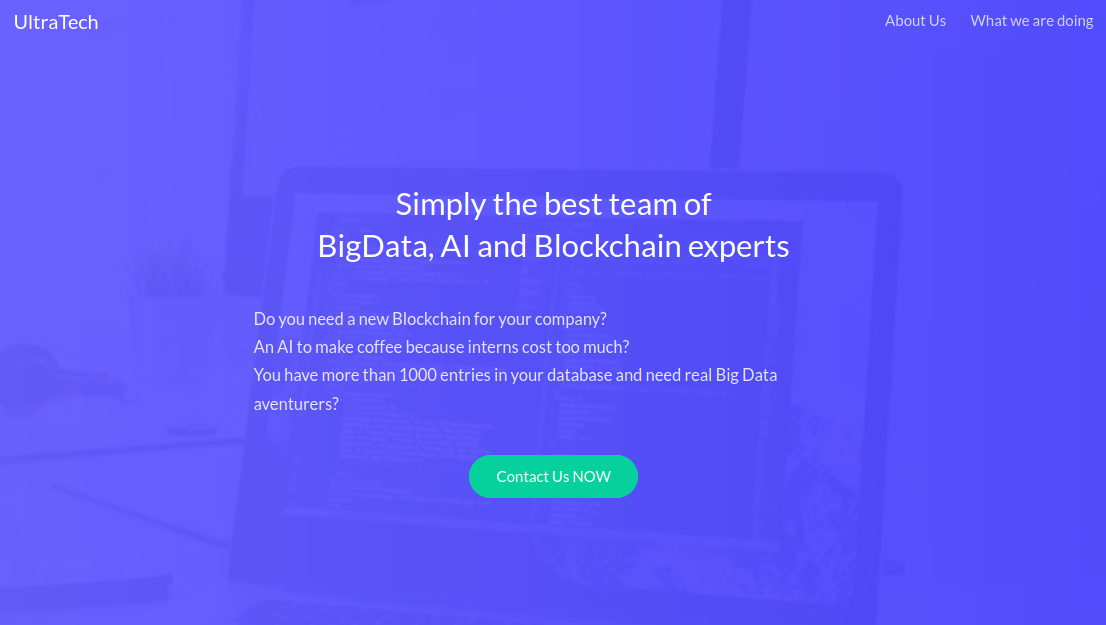 UltraTech
About Us
What we are doing
Simply the best team of
BigData, AI and Blockchain experts
Do you need a new Blockchain for your company?
An AI to make coffee because interns cost too much?
You have more than 1000 entries in your database and need real Big Data
aventurers?
Contact Us NOW